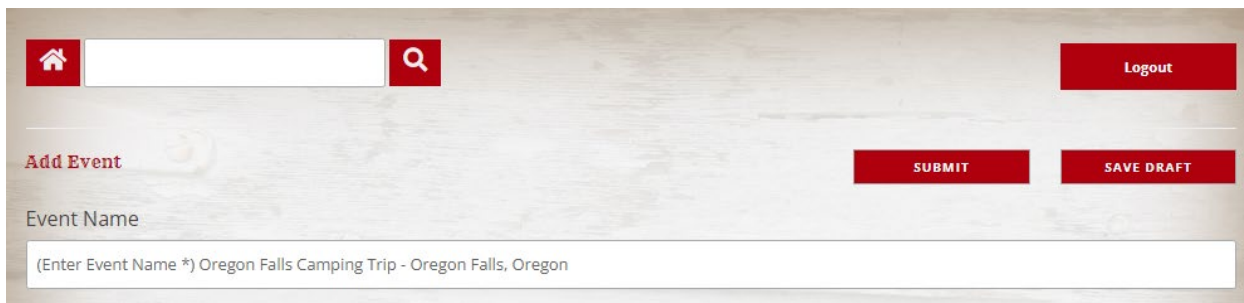 Logout
Add Event
SUBMIT
SAVE DRAFT
Event Name
(Enter Event Name *) Oregon Falls Camping Trip - Oregon Falls, Oregon